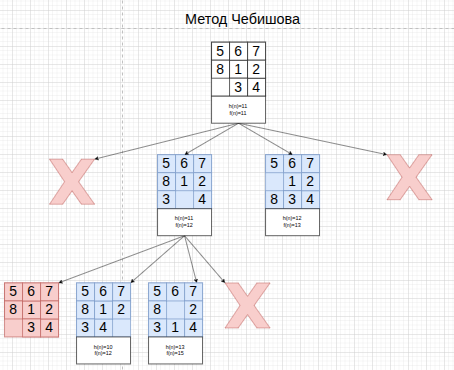 Метод Чебишова
5 6 7
8 1 2
3 4
h(n)=11
f(n)=11
X
5 6 7
8 1 2
3 4
h(n)=11
f(n)=12
5 6 7
1 2
8 3 4
h(n)=12
f(n)=13
X
5 6 7
8 1 2
3 4
5 6 7
8 1 2
3 4
h(n)=10
f(n)=12
5 6 7
8 2
3 1 4
h(n)=13
f(n)=15
X